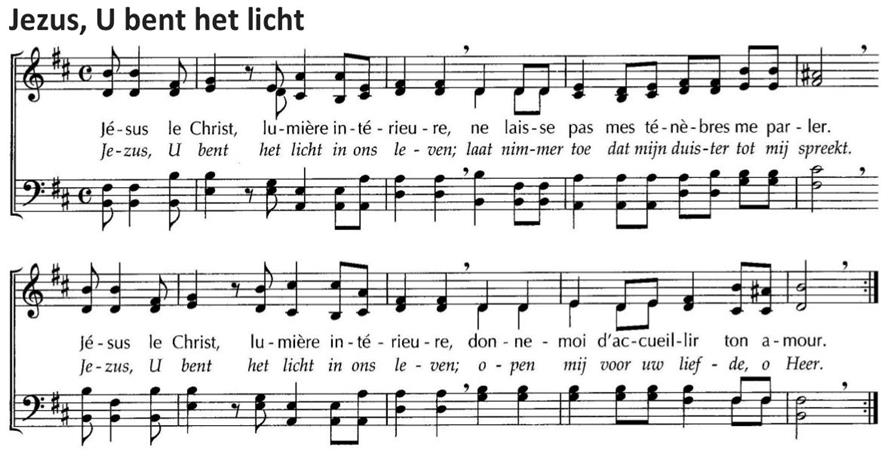 Jezus, U bent het licht
Jé-sus le Christ, lu-mière in-té-rieu-re, ne lais-se pas mes té-nè-bres me par-ler.
Je-zus, U bent het licht in ons le-ven; laat nim-mer toe dat mijn duis-ter tot mij spreekt.
Jé-sus le Christ, lu-mière in-té-rieu-re, don-ne-moi d'ac-cueil-lir ton a-mour.
Je-zus, U bent het licht in ons le-ven; o-pen mij voor uw lief-de, o Heer.